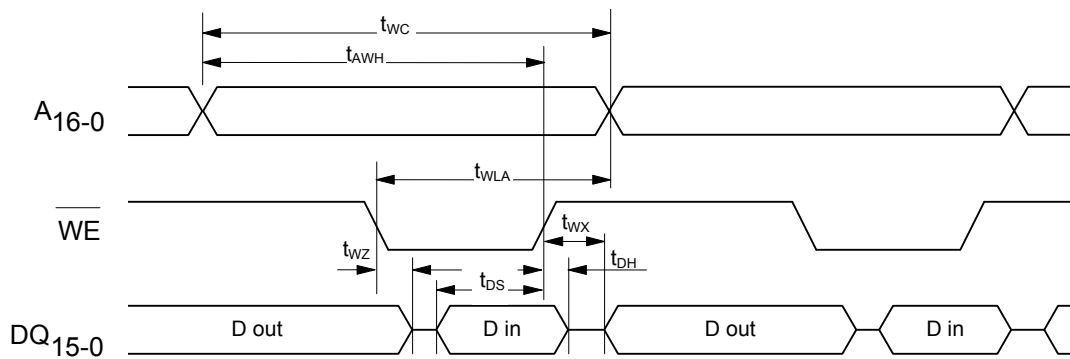 tWC
tAWH
A16-0
tWLA
WE
tWX
tWZ
tDH
tDS
DQ15-0
D out
D in
D out
D in